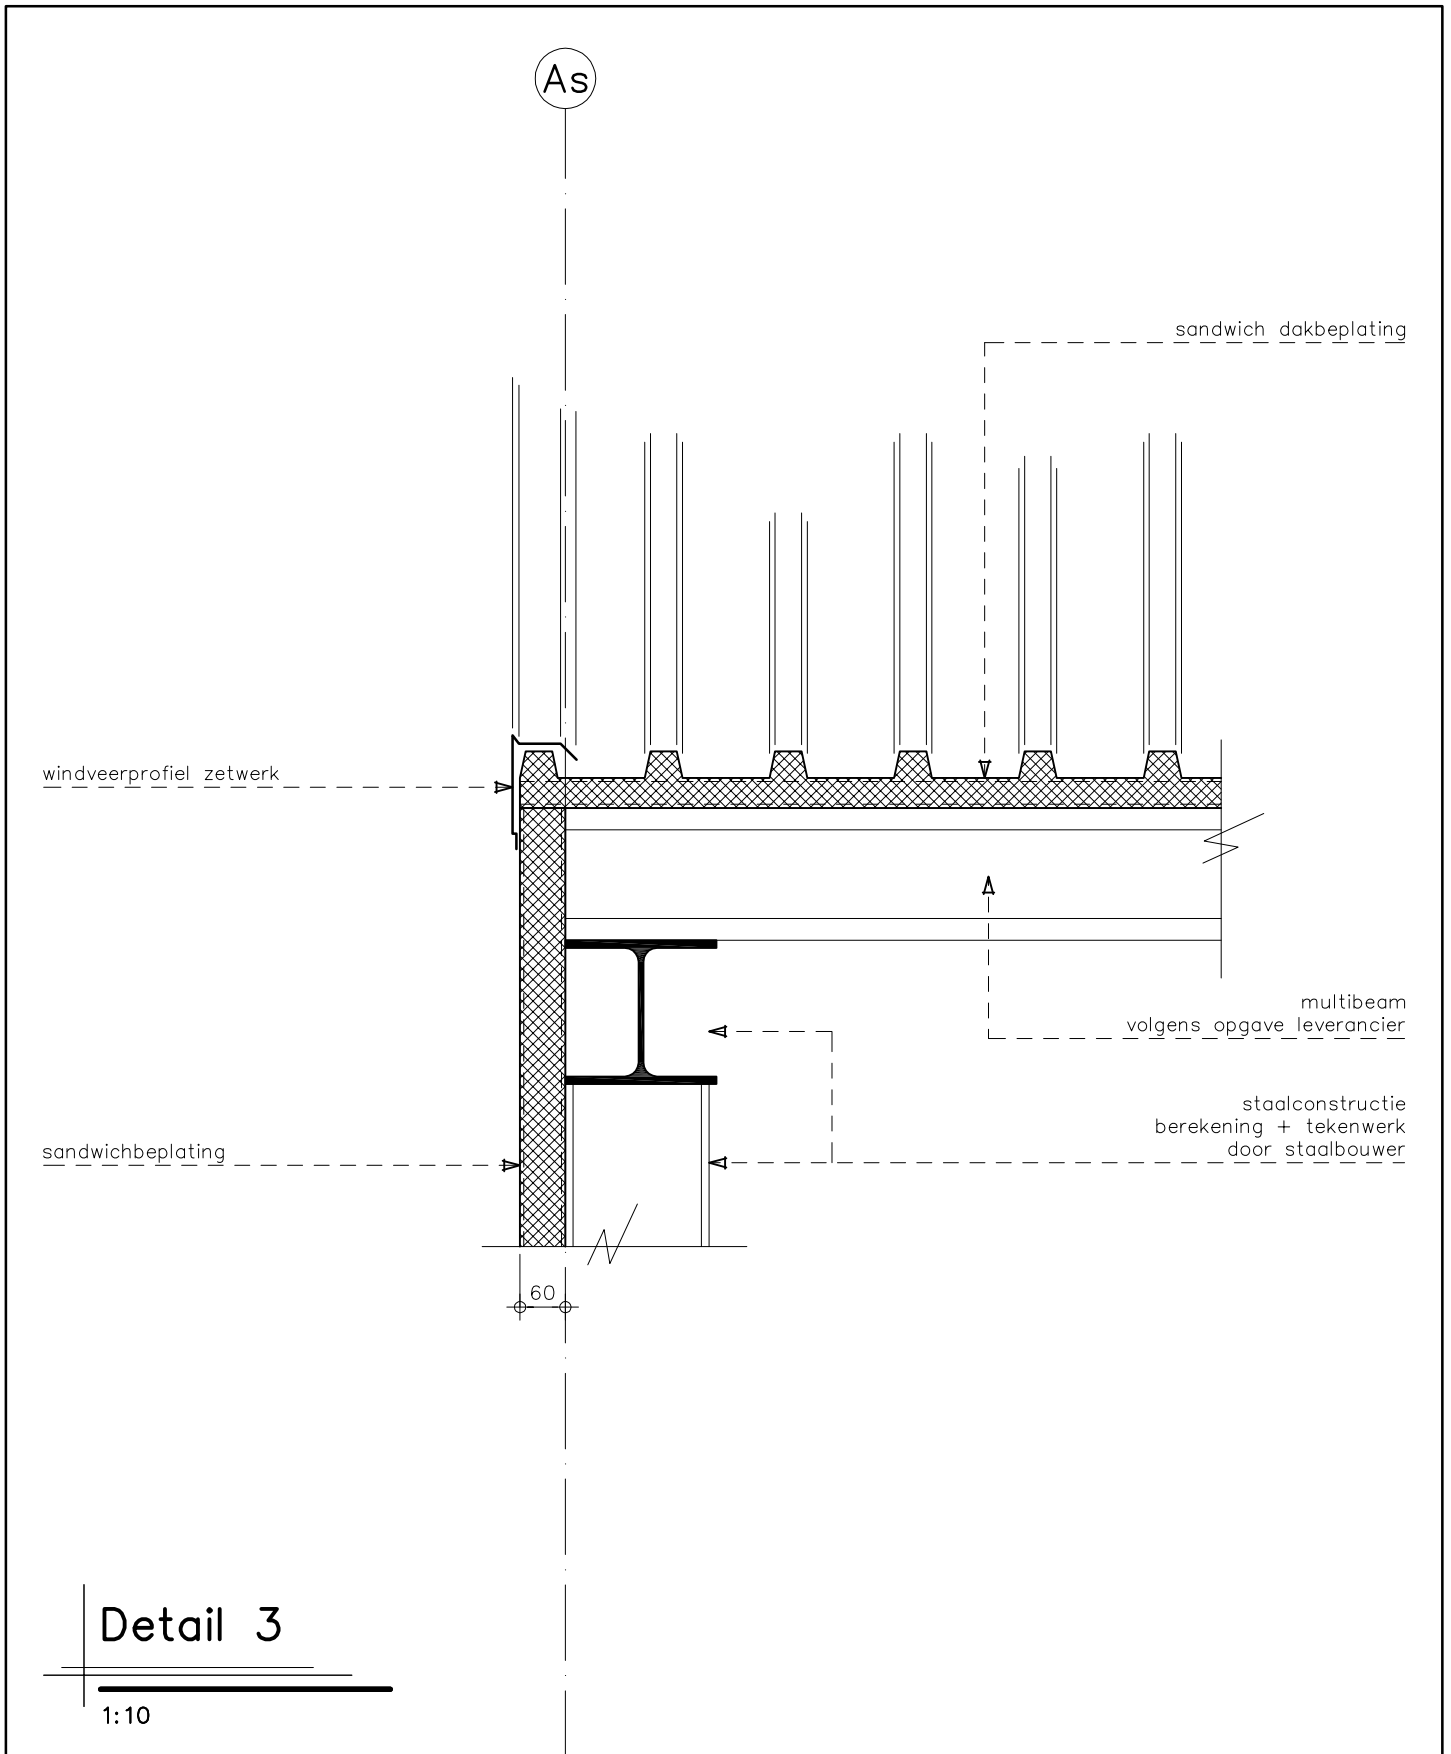 As
sandwich dakbeplating
windveerprofiel zetwerk
multibeam
volgens opgave leverancier
staalconstructie
berekening + tekenwerk
door staalbouwer
sandwichbeplating
60
Detail 3
1:10